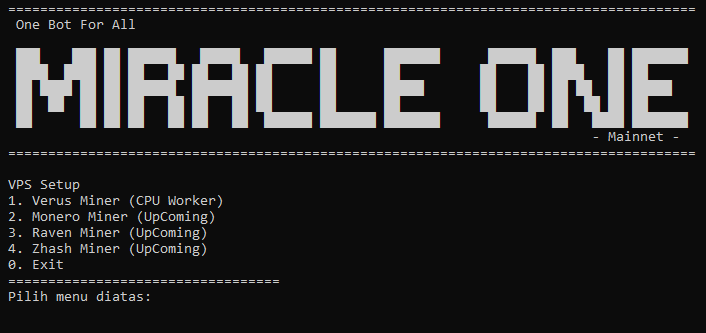 =====================================================================================
One Bot For All
MIRACLE ONE
- Mainnet -
=====================================================================================
VPS Setup
1. Verus Miner (CPU Worker)
2. Monero Miner (UpComing)
3. Raven Miner (UpComing)
4. Zhash Miner (UpComing)
0. Exit
==================================
Pilih menu diatas: